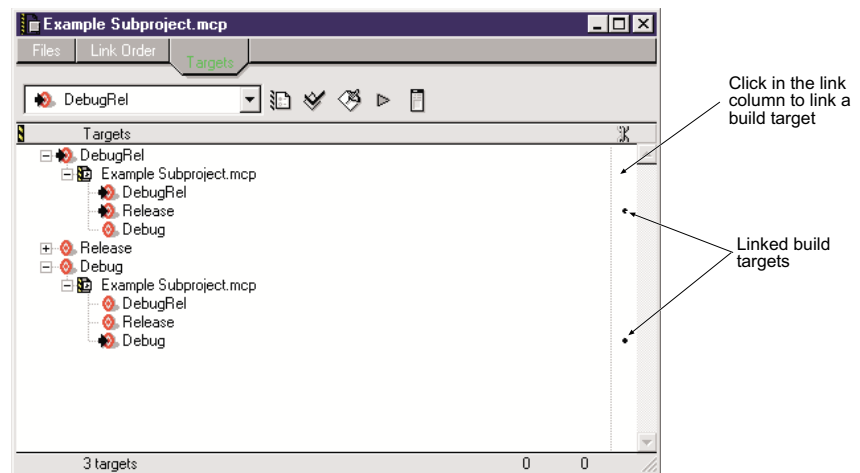 Example Subproject.mcp
Files Link Order Targets
DebugRel
Targets
DebugRel
Example Subproject.mcp
DebugRel
Release
Debug
Release
Debug
Example Subproject.mcp
DebugRel
Release
Debug
3 targets 0 0
Click in the link
column to link a
build target
Linked build
targets